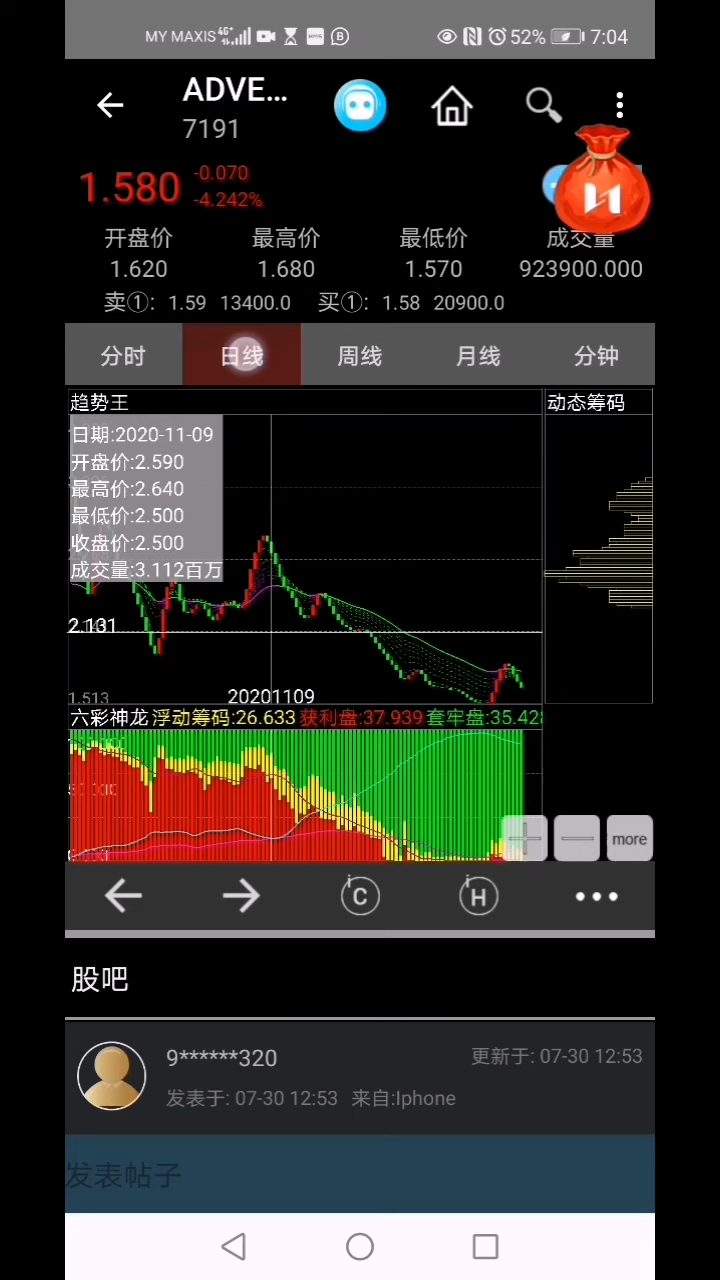 MY MAXIS 4G+ 52% 7:04
ADVE...
7191
1.580 -0.070
-4.242%
开盘价 最高价 最低价 成交量
1.620 1.680 1.570 923900.000
卖①: 1.59 13400.0 买①: 1.58 20900.0
分时 日线 周线 月线 分钟
趋势王 动态筹码
日期:2020-11-09
开盘价:2.590
最高价:2.640
最低价:2.500
收盘价:2.500
成交量:3.112百万
2.131
1.513 20201109
六彩神龙 浮动筹码:26.633 获利盘:37.939 套牢盘:35.428
more
C H
股吧
9******320 更新于: 07-30 12:53
发表于: 07-30 12:53 来自:Iphone
发表帖子